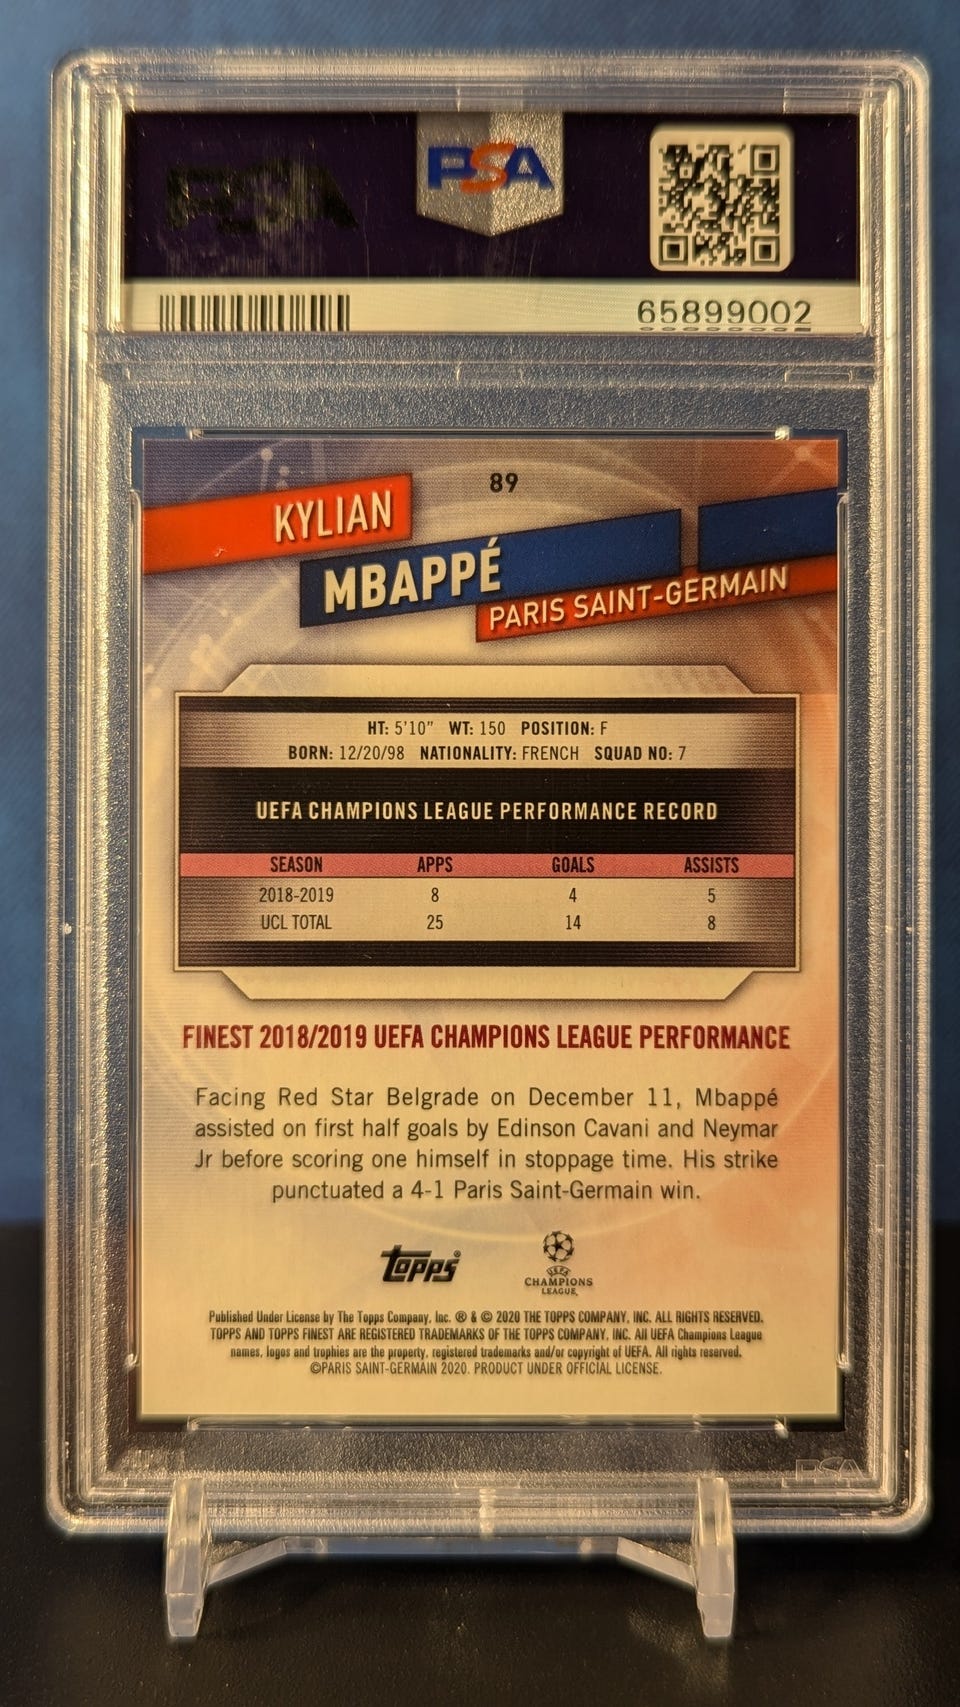 PSA
PSA
65899002
89
KYLIAN
MBAPPÉ
PARIS SAINT-GERMAIN
HT: 5'10" WT: 150 POSITION: F
BORN: 12/20/98 NATIONALITY: FRENCH SQUAD NO: 7
UEFA CHAMPIONS LEAGUE PERFORMANCE RECORD
SEASON APPS GOALS ASSISTS
2018-2019 8 4 5
UCL TOTAL 25 14 8
FINEST 2018/2019 UEFA CHAMPIONS LEAGUE PERFORMANCE
Facing Red Star Belgrade on December 11, Mbappé
assisted on first half goals by Edinson Cavani and Neymar
Jr before scoring one himself in stoppage time. His strike
punctuated a 4-1 Paris Saint-Germain win.
topps®
UEFA
CHAMPIONS
LEAGUE
Published Under License by The Topps Company, Inc. ® & © 2020 THE TOPPS COMPANY, INC. ALL RIGHTS RESERVED.
TOPPS AND TOPPS FINEST ARE REGISTERED TRADEMARKS OF THE TOPPS COMPANY, INC. All UEFA Champions League
names, logos and trophies are the property, registered trademarks and/or copyright of UEFA. All rights reserved.
©PARIS SAINT-GERMAIN 2020. PRODUCT UNDER OFFICIAL LICENSE.
PSA